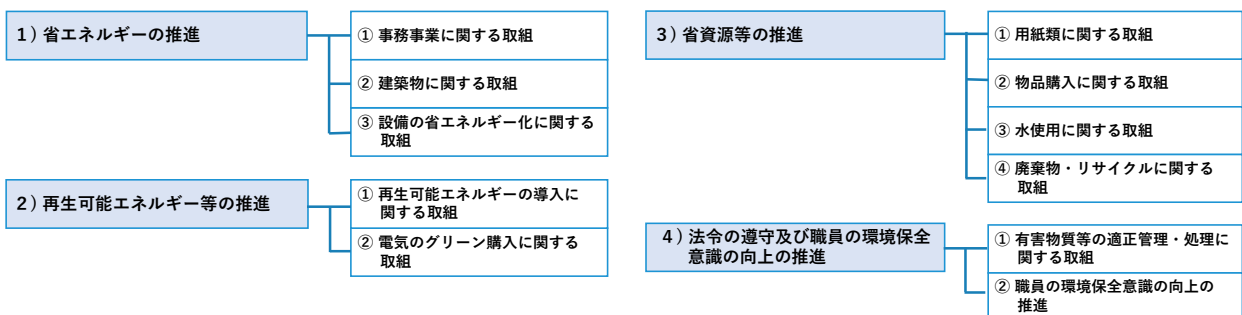 1）省エネルギーの推進
① 事務事業に関する取組
② 建築物に関する取組
③ 設備の省エネルギー化に関する
取組
2）再生可能エネルギー等の推進
① 再生可能エネルギーの導入に
関する取組
② 電気のグリーン購入に関する
取組
3）省資源等の推進
① 用紙類に関する取組
② 物品購入に関する取組
③ 水使用に関する取組
④ 廃棄物・リサイクルに関する
取組
4）法令の遵守及び職員の環境保全
意識の向上の推進
① 有害物質等の適正管理・処理に
関する取組
② 職員の環境保全意識の向上の
推進